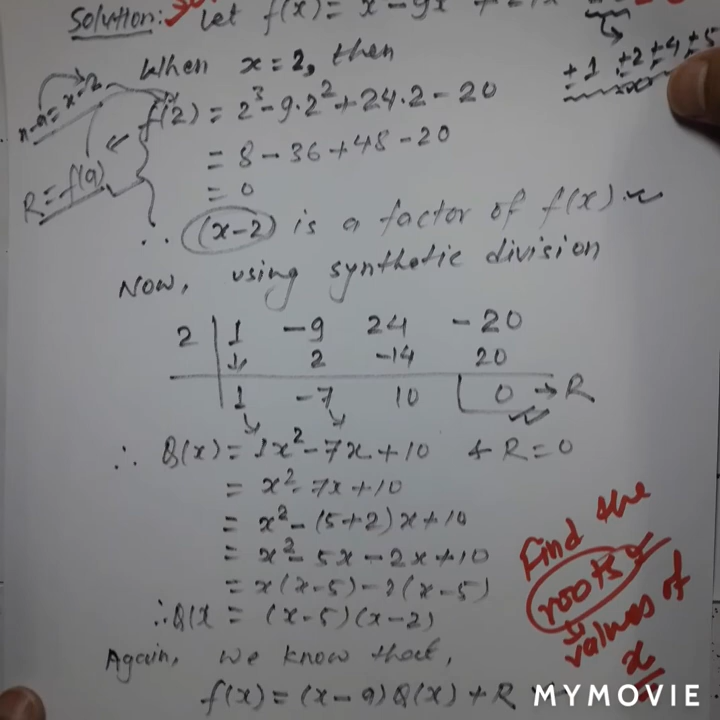 Solution: Let f(x) = x - 9x
When x = 2, then
±1 ±2 ±4 ±5
x-a = x-2
f(2) = 2³ - 9·2² + 24·2 - 20
= 8 - 36 + 48 - 20
R = f(a)
= 0
∴ (x-2) is a factor of f(x).
Now, using synthetic division
2 | 1 -9 24 -20
↓ 2 -14 20
1 -7 10 | 0 → R
∴ Q(x) = 1x² - 7x + 10 & R = 0
= x² - 7x + 10
= x² - (5+2)x + 10
= x² - 5x - 2x + 10
= x(x-5) - 2(x-5)
∴ Q(x = (x-5)(x-2)
Find the
roots
values of
x
Again, we know that,
f(x) = (x-a) Q(x) + R
MYMOVIE